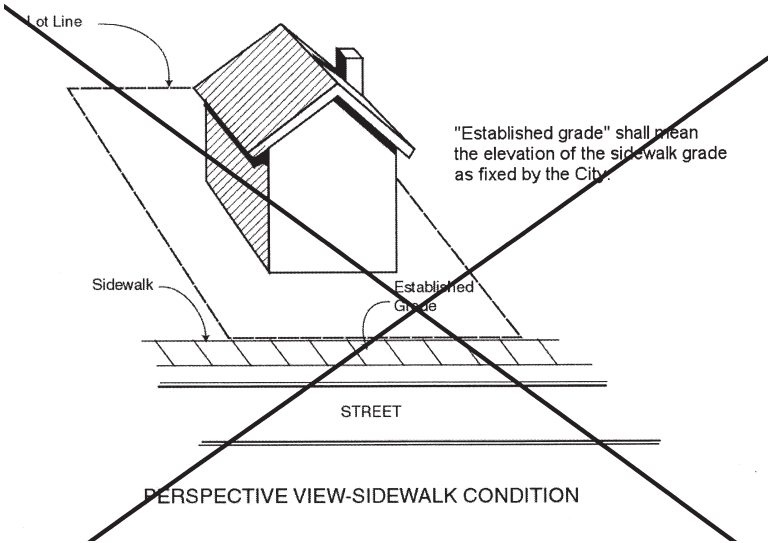 Lot Line
"Established grade" shall mean
the elevation of the sidewalk grade
as fixed by the City.
Sidewalk
Established
Grade
STREET
PERSPECTIVE VIEW-SIDEWALK CONDITION